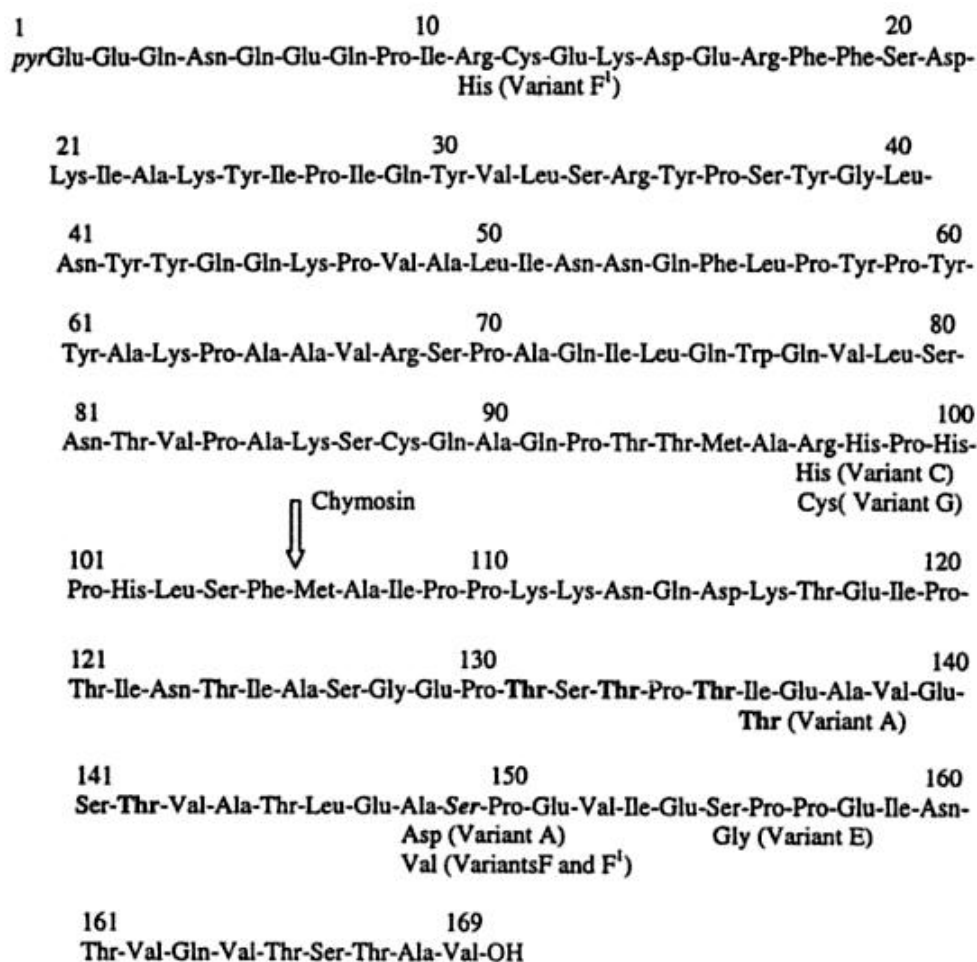 1 10 20
pyrGlu-Glu-Gln-Asn-Gln-Glu-Gln-Pro-Ile-Arg-Cys-Glu-Lys-Asp-Glu-Arg-Phe-Phe-Ser-Asp-
His (Variant F¹)
21 30 40
Lys-Ile-Ala-Lys-Tyr-Ile-Pro-Ile-Gln-Tyr-Val-Leu-Ser-Arg-Tyr-Pro-Ser-Tyr-Gly-Leu-
41 50 60
Asn-Tyr-Tyr-Gln-Gln-Lys-Pro-Val-Ala-Leu-Ile-Asn-Asn-Gln-Phe-Leu-Pro-Tyr-Pro-Tyr-
61 70 80
Tyr-Ala-Lys-Pro-Ala-Ala-Val-Arg-Ser-Pro-Ala-Gln-Ile-Leu-Gln-Trp-Gln-Val-Leu-Ser-
81 90 100
Asn-Thr-Val-Pro-Ala-Lys-Ser-Cys-Gln-Ala-Gln-Pro-Thr-Thr-Met-Ala-Arg-His-Pro-His-
His (Variant C)
Chymosin Cys( Variant G)
101 110 120
Pro-His-Leu-Ser-Phe-Met-Ala-Ile-Pro-Pro-Lys-Lys-Asn-Gln-Asp-Lys-Thr-Glu-Ile-Pro-
121 130 140
Thr-Ile-Asn-Thr-Ile-Ala-Ser-Gly-Glu-Pro-Thr-Ser-Thr-Pro-Thr-Ile-Glu-Ala-Val-Glu-
Thr (Variant A)
141 150 160
Ser-Thr-Val-Ala-Thr-Leu-Glu-Ala-Ser-Pro-Glu-Val-Ile-Glu-Ser-Pro-Pro-Glu-Ile-Asn-
Asp (Variant A) Gly (Variant E)
Val (VariantsF and F¹)
161 169
Thr-Val-Gln-Val-Thr-Ser-Thr-Ala-Val-OH